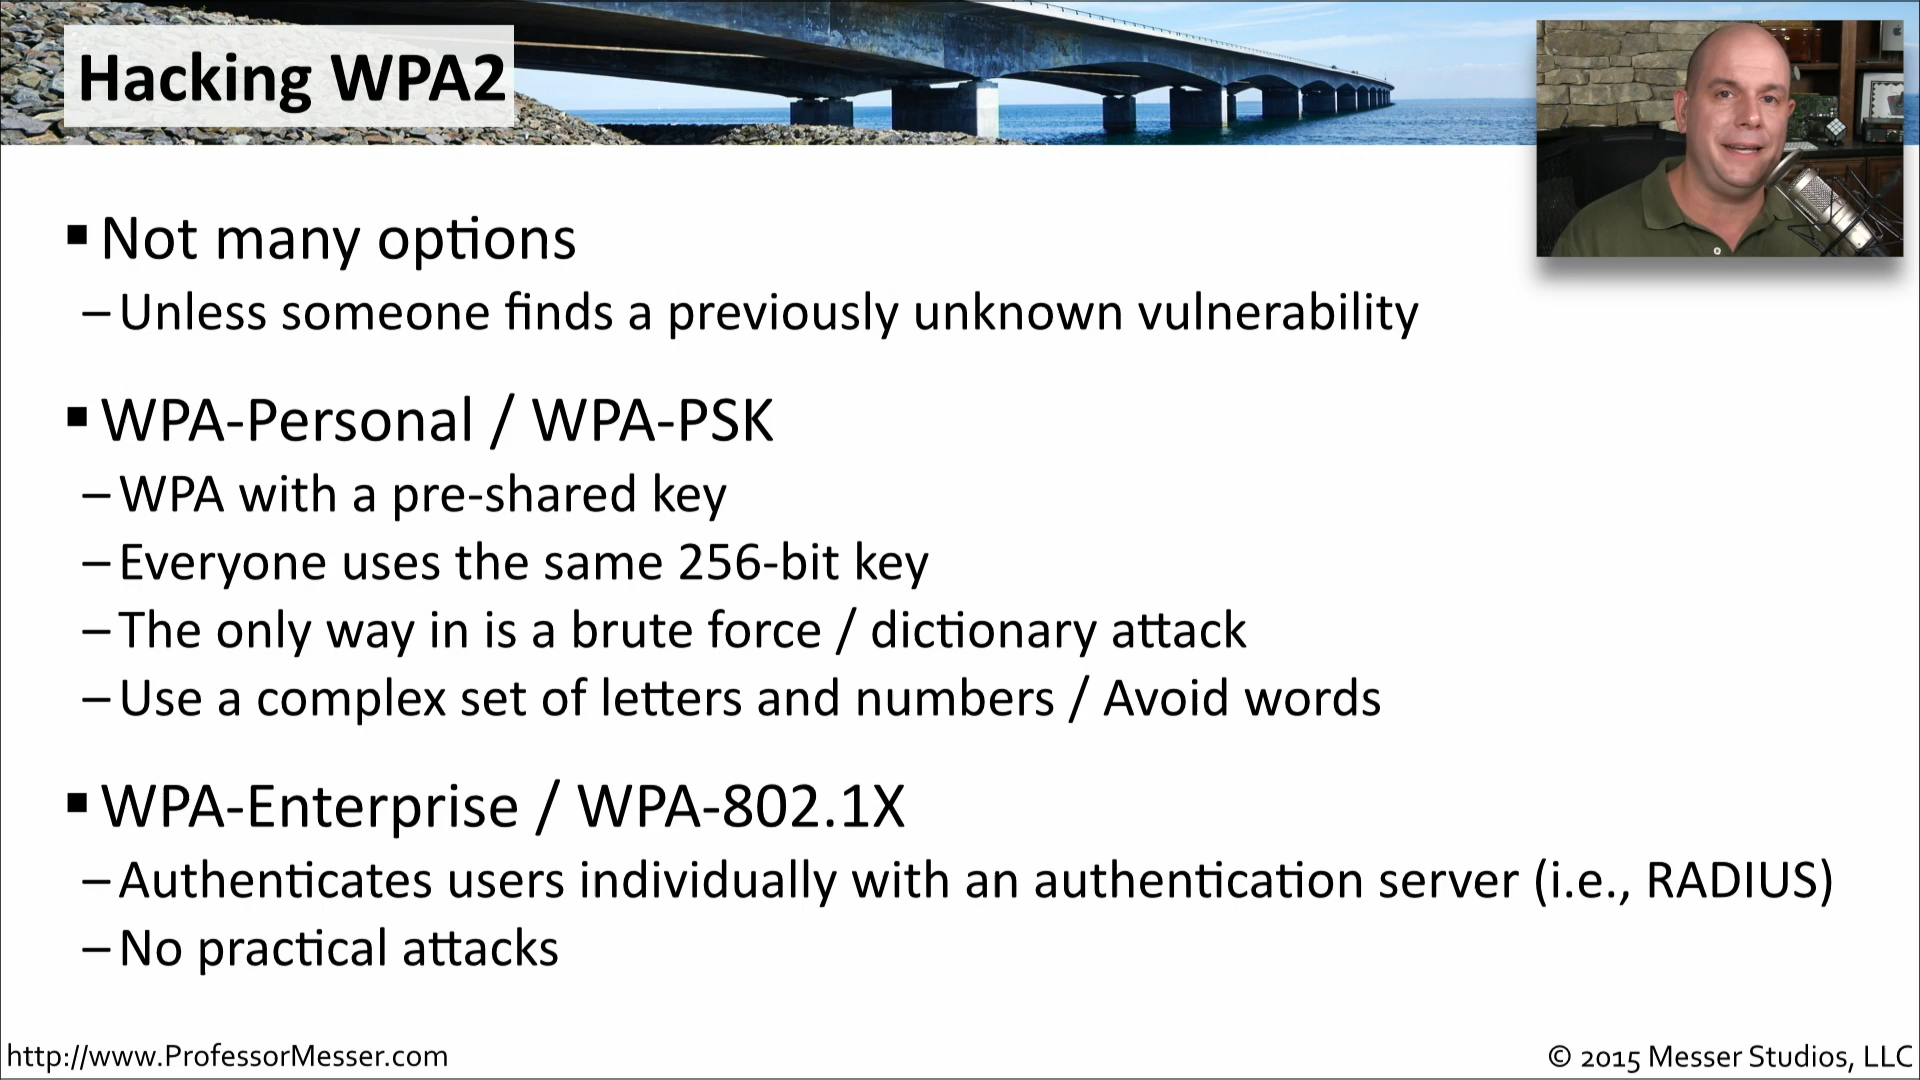 Hacking WPA2
▪ Not many options
– Unless someone finds a previously unknown vulnerability
▪ WPA-Personal / WPA-PSK
– WPA with a pre-shared key
– Everyone uses the same 256-bit key
– The only way in is a brute force / dictionary attack
– Use a complex set of letters and numbers / Avoid words
▪ WPA-Enterprise / WPA-802.1X
– Authenticates users individually with an authentication server (i.e., RADIUS)
– No practical attacks
http://www.ProfessorMesser.com
© 2015 Messer Studios, LLC